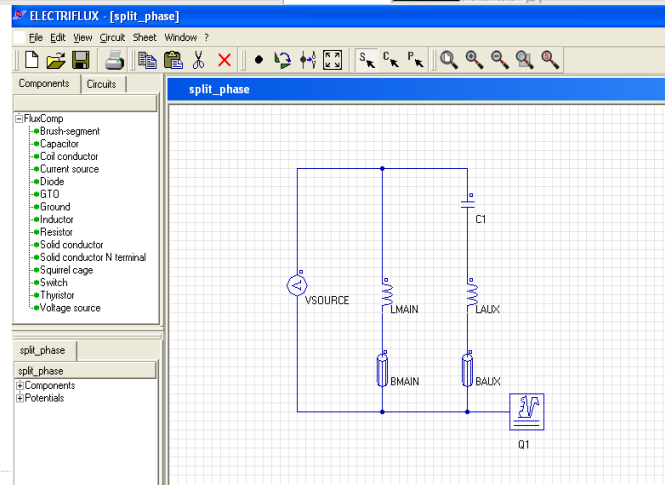 ELECTRIFLUX - [split_phase]
File Edit View Circuit Sheet Window ?
S C P
Components Circuits
split_phase
FluxComp
Brush-segment
Capacitor
Coil conductor
Current source
Diode
GTO
Ground
Inductor
Resistor
Solid conductor
Solid conductor N terminal
Squirrel cage
Switch
Thyristor
Voltage source
C1
VSOURCE
LMAIN
LAUX
BMAIN
BAUX
Q1
split_phase
split_phase
Components
Potentials